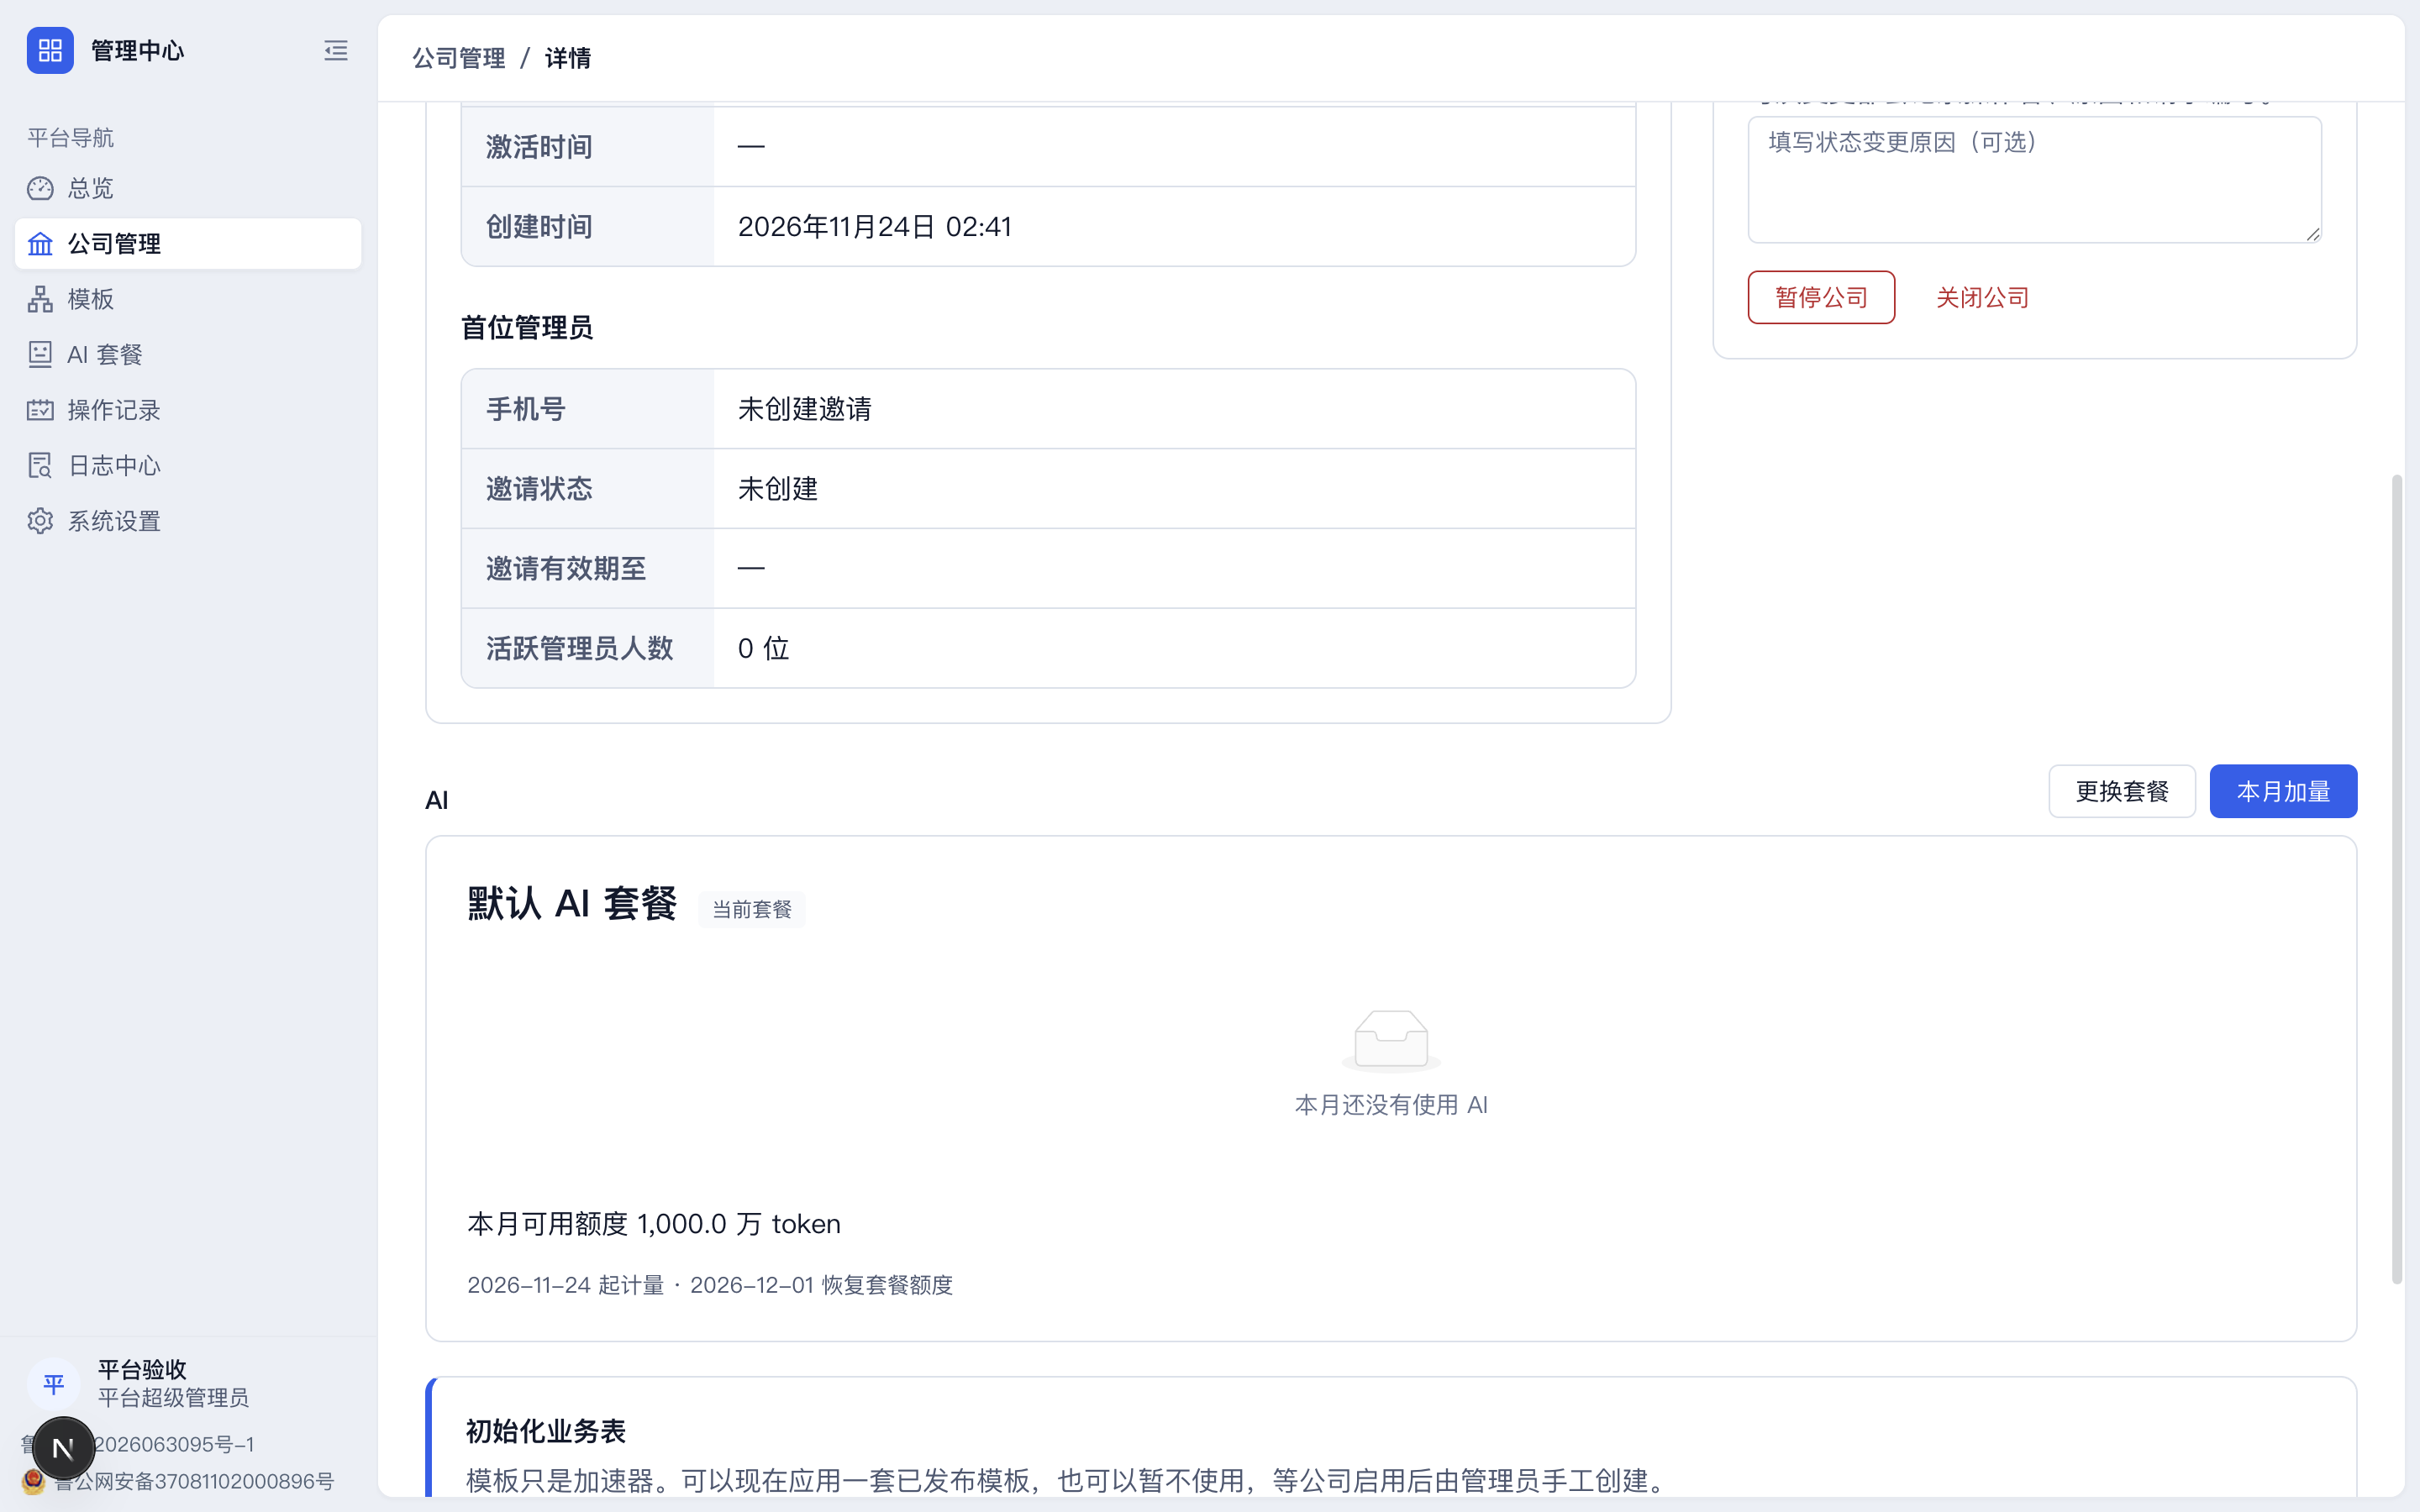 管理中心
平台导航
总览
公司管理
模板
AI 套餐
操作记录
日志中心
系统设置
平
平台验收
平台超级管理员
鲁
2026063095号-1
鲁公网安备37081102000896号
N
公司管理 / 详情
激活时间 —
创建时间 2026年11月24日 02:41
首位管理员
手机号 未创建邀请
邀请状态 未创建
邀请有效期至 —
活跃管理员人数 0 位
填写状态变更原因（可选）
暂停公司 关闭公司
AI
更换套餐 本月加量
默认 AI 套餐 当前套餐
本月还没有使用 AI
本月可用额度 1,000.0 万 token
2026-11-24 起计量 · 2026-12-01 恢复套餐额度
初始化业务表
模板只是加速器。可以现在应用一套已发布模板，也可以暂不使用，等公司启用后由管理员手工创建。